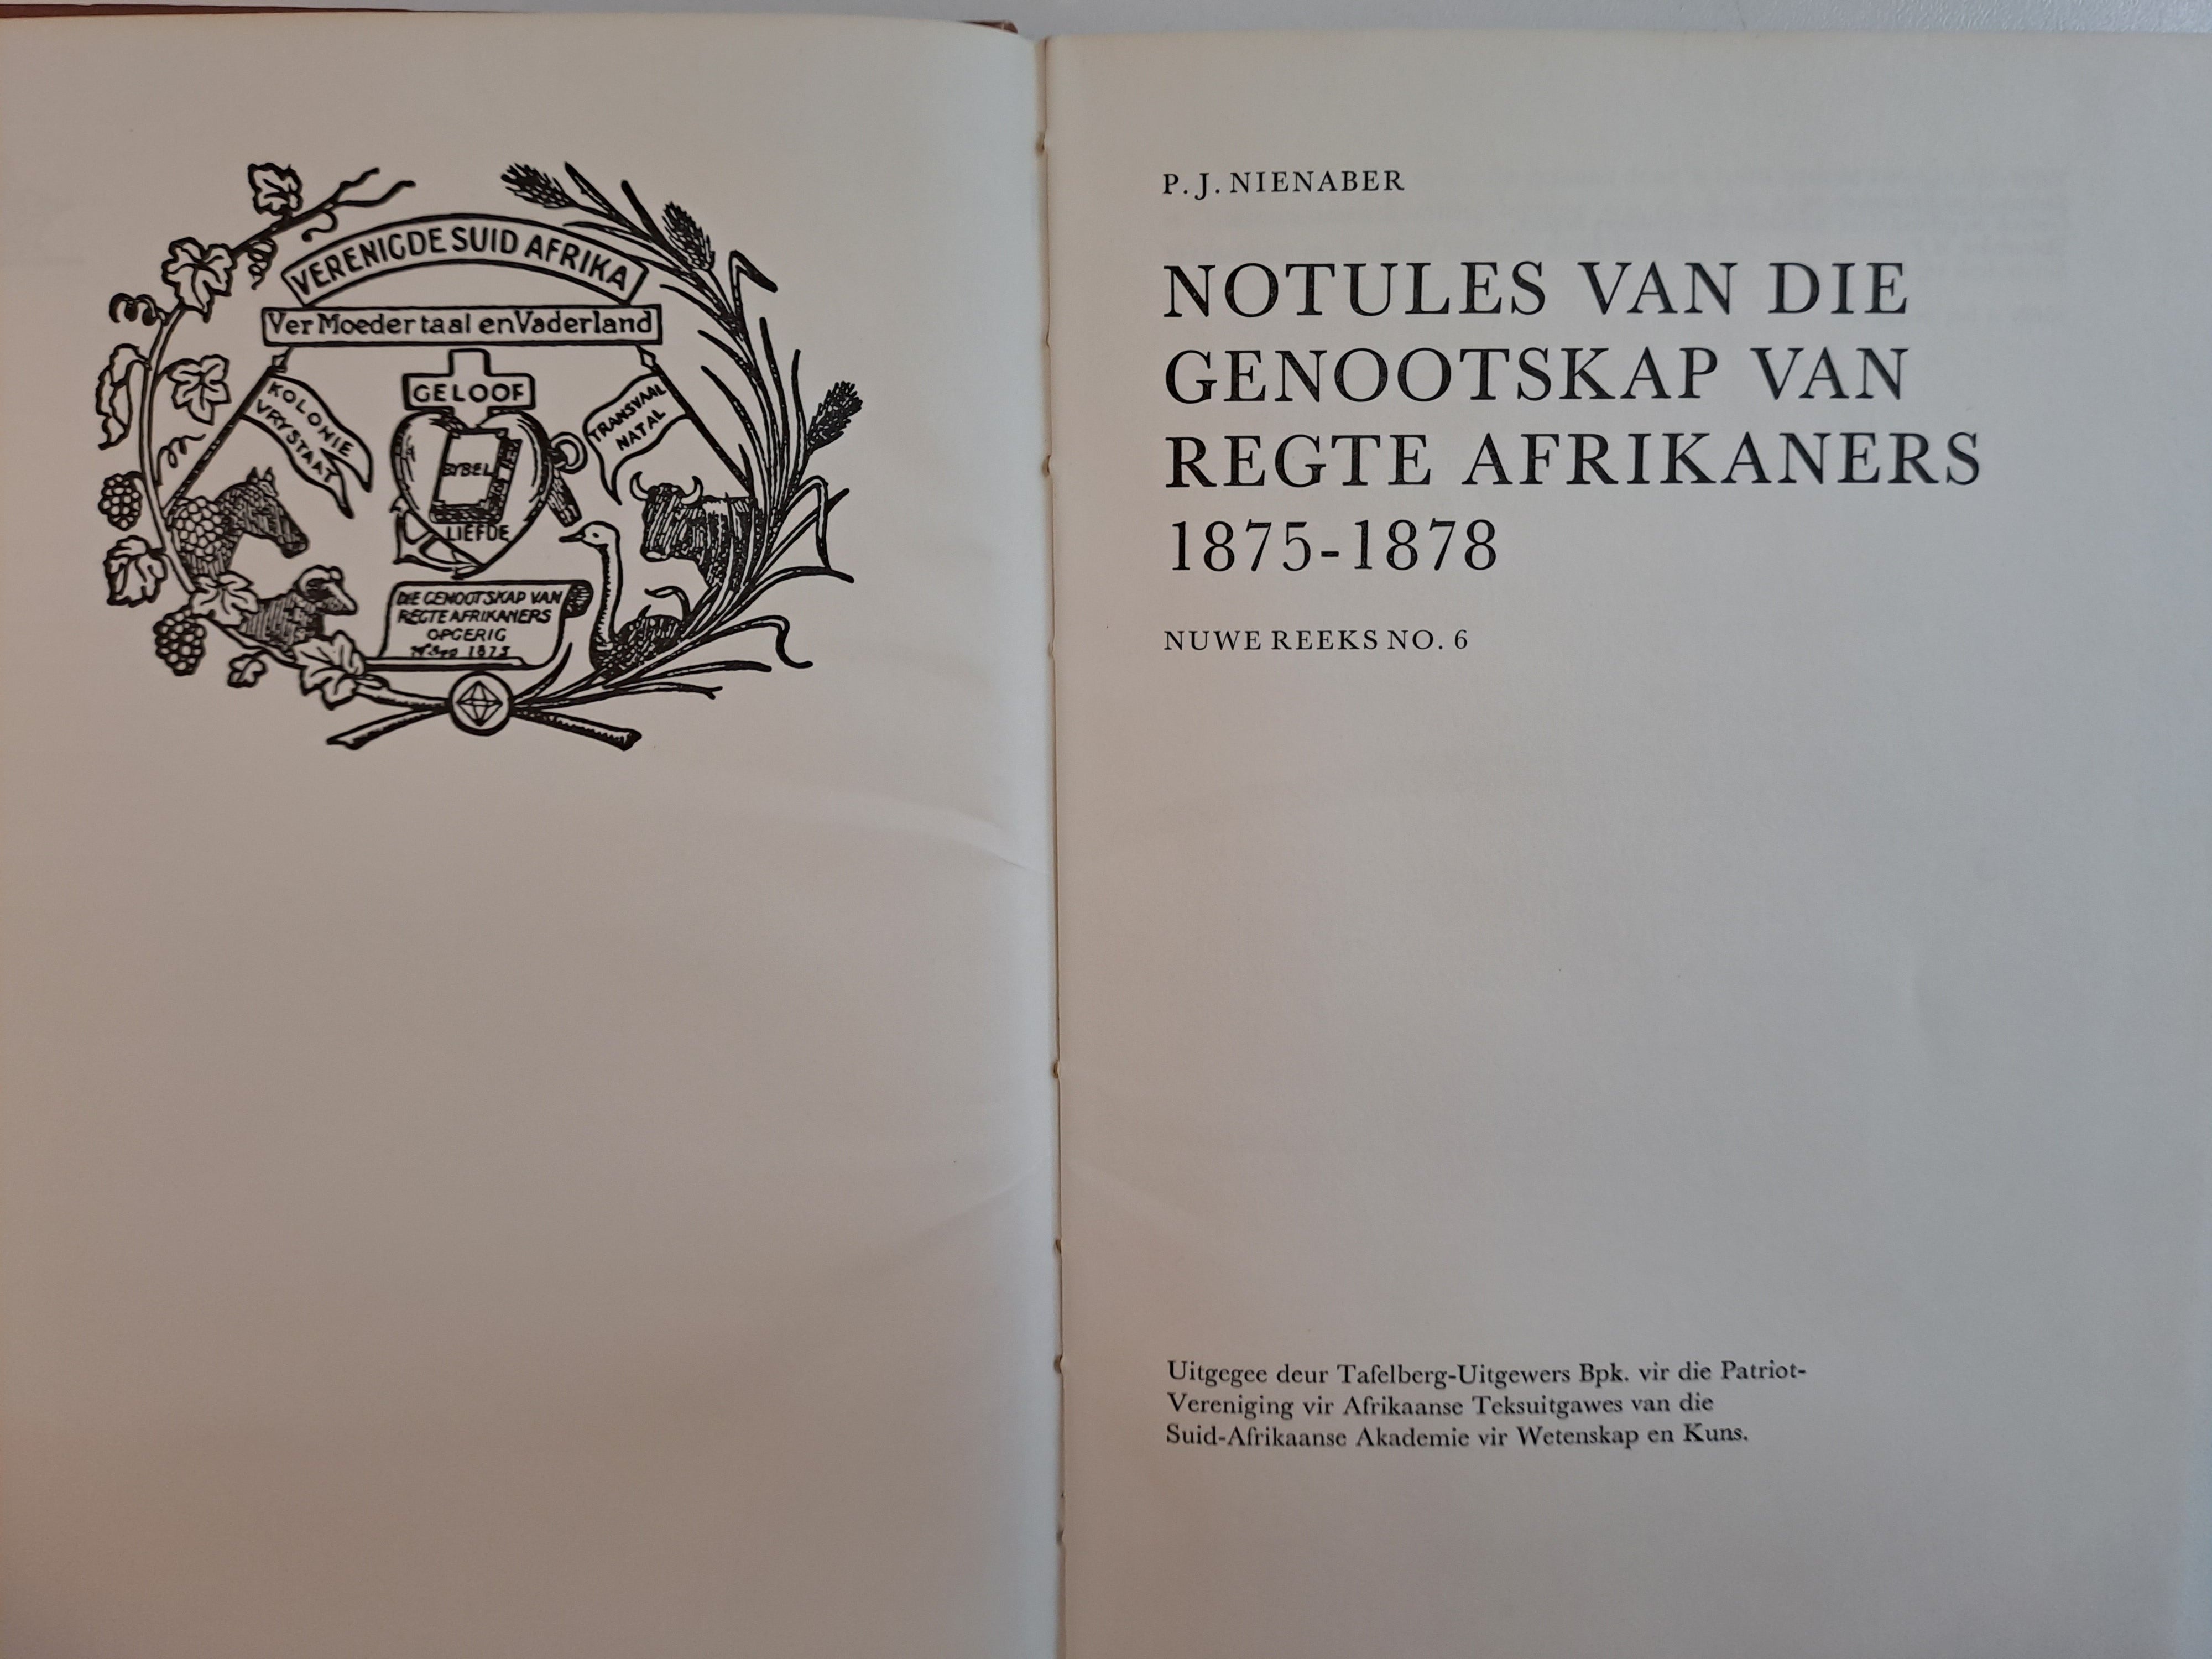 VERENIGDE SUID AFRIKA
Ver Moedertaal en Vaderland
GELOOF
KOLONIE
VRYSTAAT
TRANSVAAL
NATAL
BYBEL
LIEFDE
DIE GENOOTSKAP VAN
REGTE AFRIKANERS
OPGERIG
1875
P. J. NIENABER
NOTULES VAN DIE
GENOOTSKAP VAN
REGTE AFRIKANERS
1875-1878
NUWE REEKS NO. 6
Uitgegee deur Tafelberg-Uitgewers Bpk. vir die Patriot-
Vereniging vir Afrikaanse Teksuitgawes van die
Suid-Afrikaanse Akademie vir Wetenskap en Kuns.